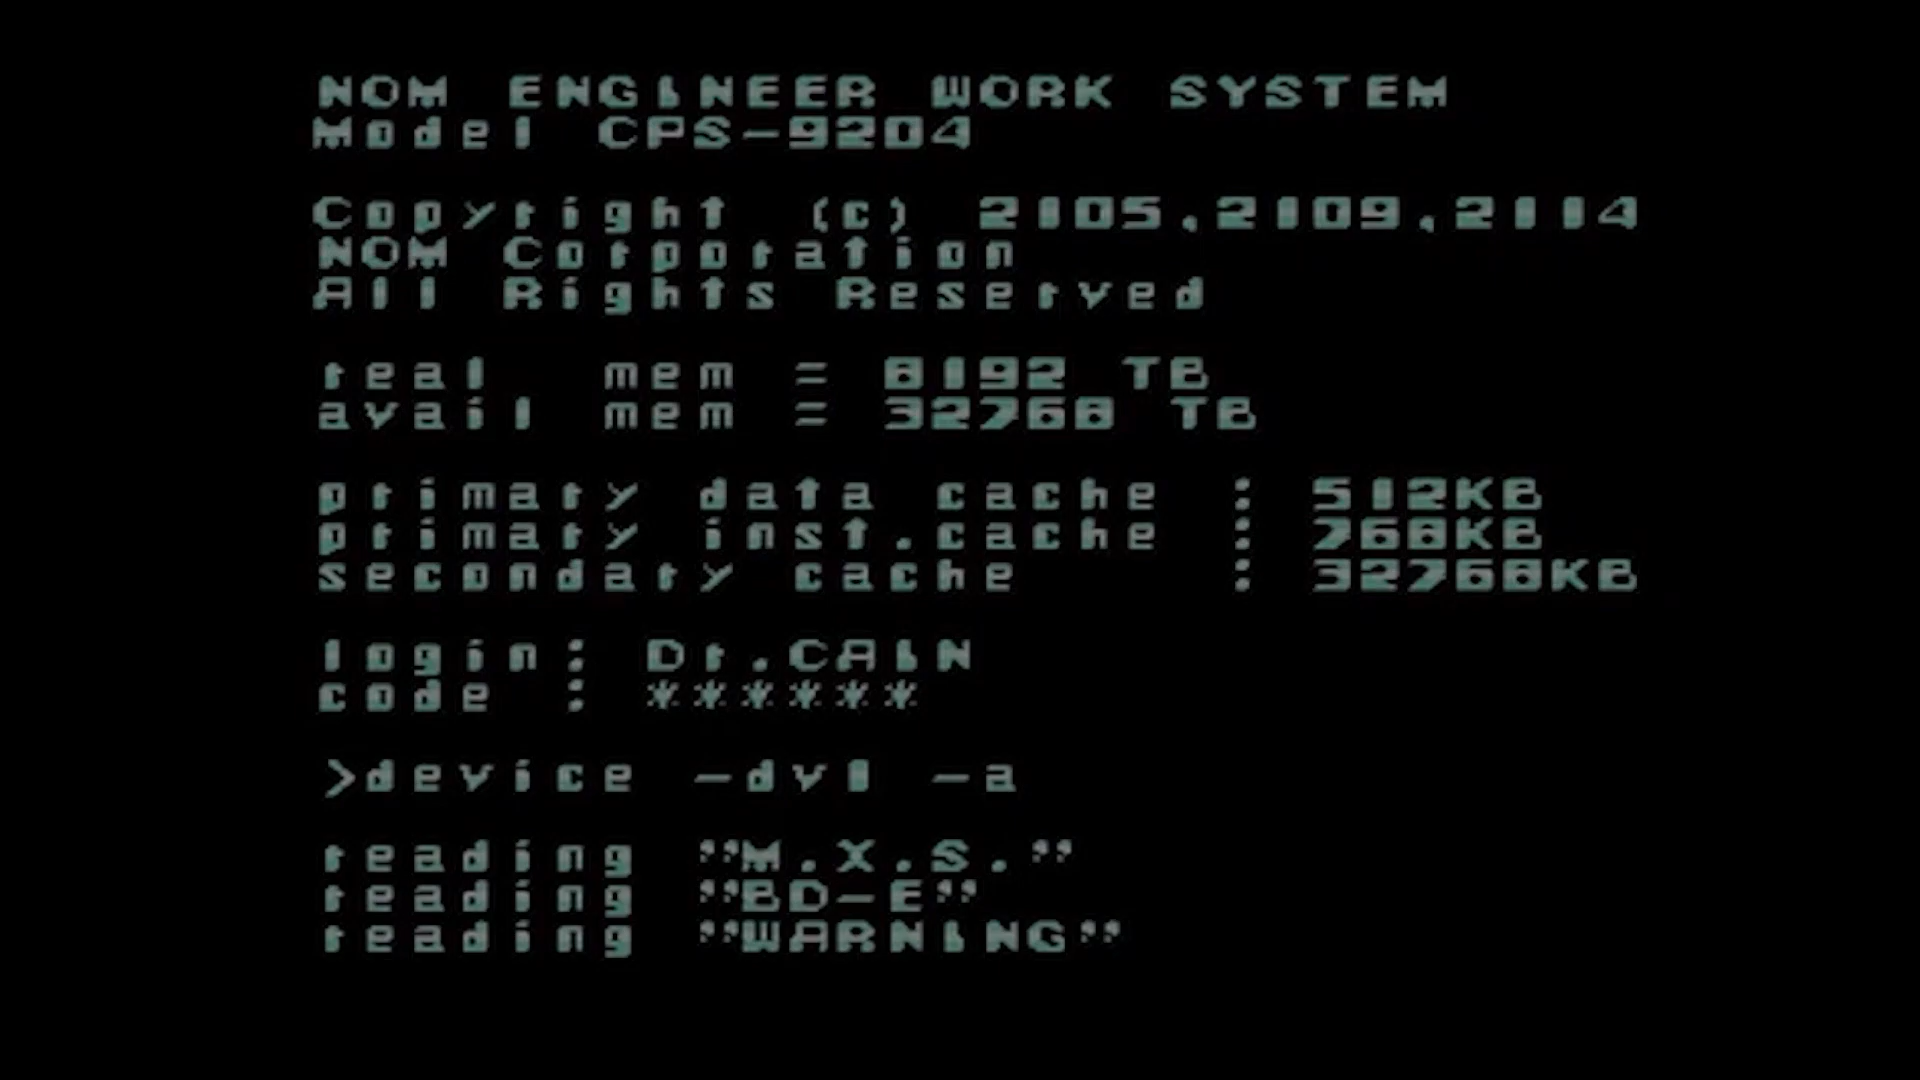 NOM ENGINEER WORK SYSTEM
Model CPS-9204
Copyright (c) 2105,2109,2114
NOM Corporation
All Rights Reserved
real mem = 8192 TB
avail mem = 32768 TB
primary data cache : 512KB
primary inst.cache : 768KB
secondary cache : 32768KB
login: Dr.CAIN
code : ******
>device -dvl -a
reading "M.X.S."
reading "BD-E"
reading "WARNING"